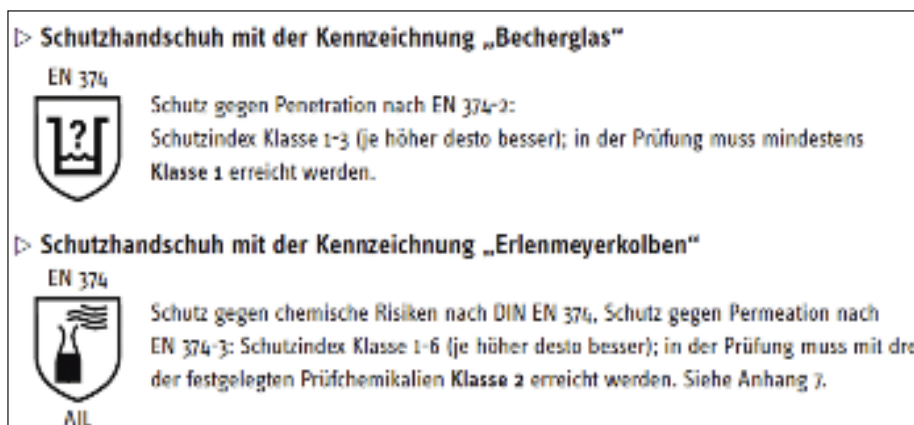 ▷ Schutzhandschuh mit der Kennzeichnung „Becherglas“
EN 374
?
Schutz gegen Penetration nach EN 374-2:
Schutzindex Klasse 1-3 (je höher desto besser); in der Prüfung muss mindestens
Klasse 1 erreicht werden.
▷ Schutzhandschuh mit der Kennzeichnung „Erlenmeyerkolben“
EN 374
Schutz gegen chemische Risiken nach DIN EN 374, Schutz gegen Permeation nach
EN 374-3: Schutzindex Klasse 1-6 (je höher desto besser); in der Prüfung muss mit dre
der festgelegten Prüfchemikalien Klasse 2 erreicht werden. Siehe Anhang 7.